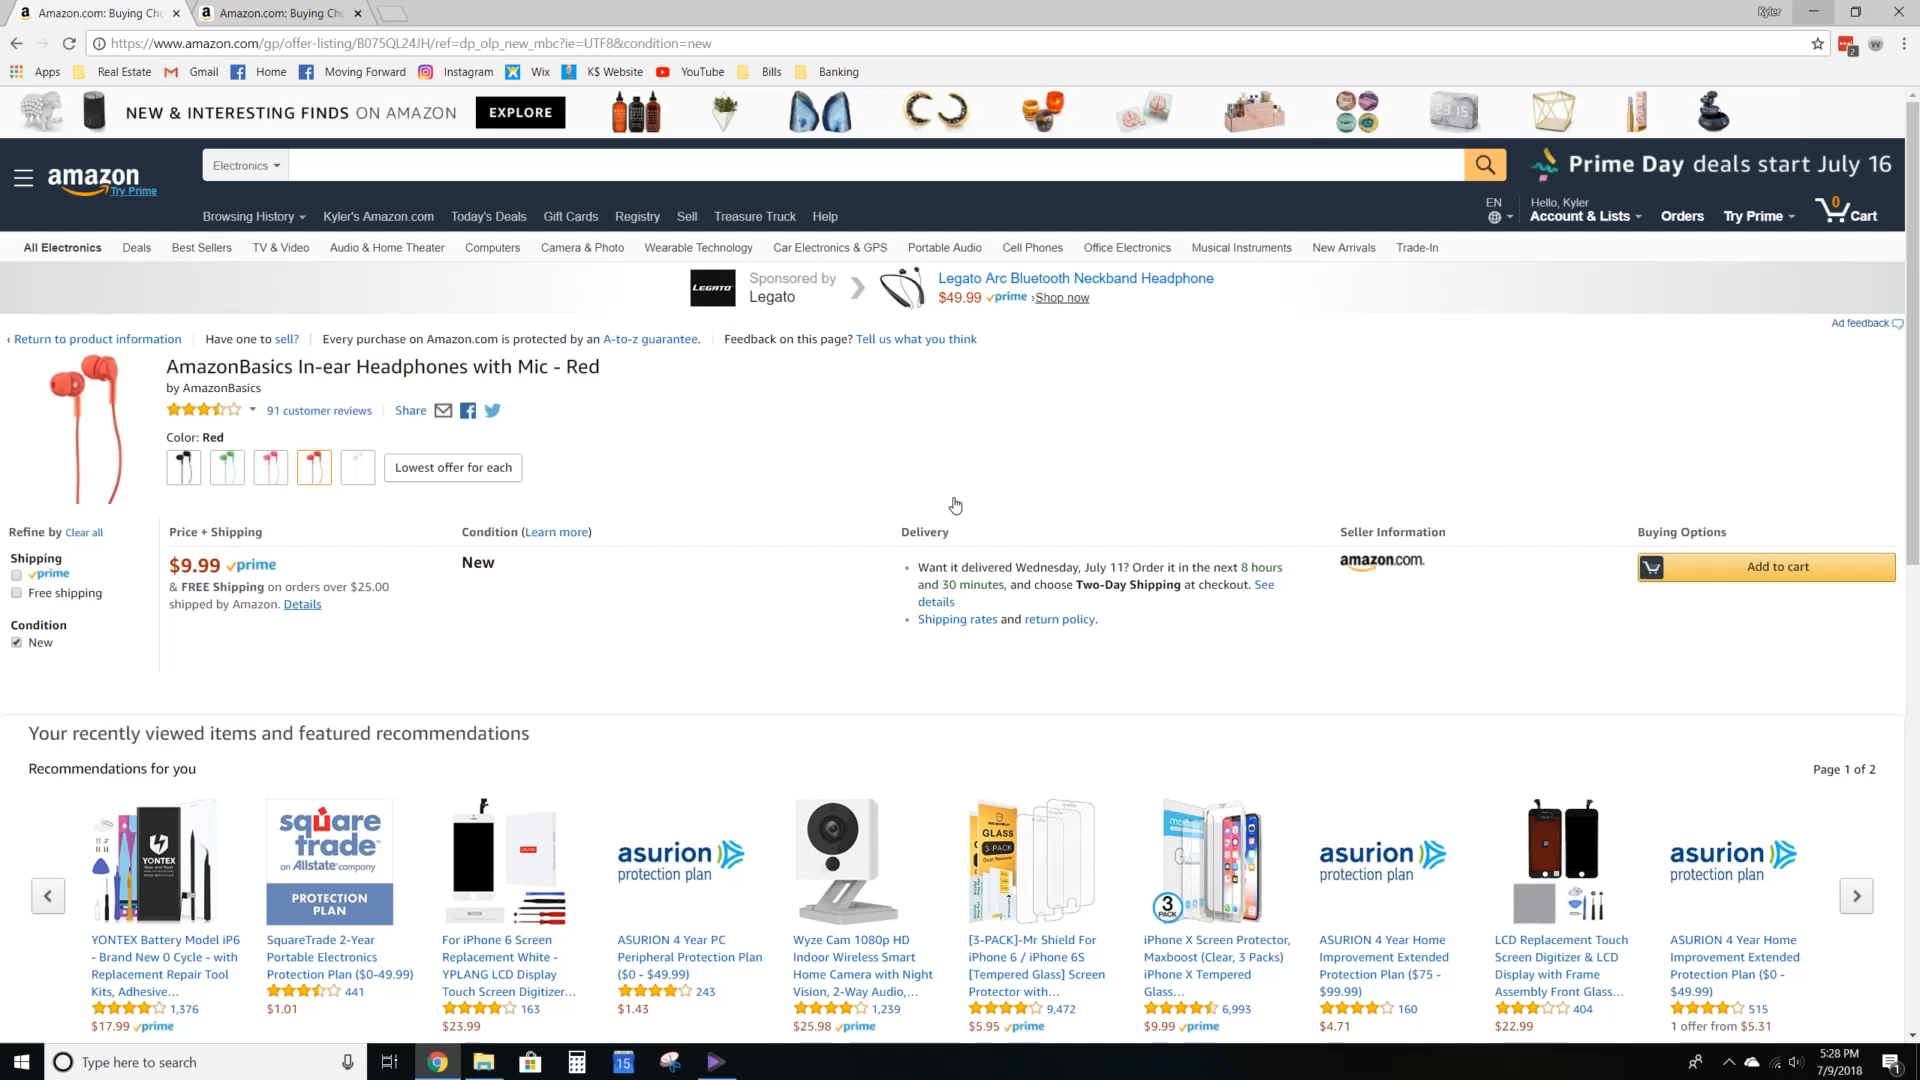 Amazon.com: Buying Cho
Amazon.com: Buying Cho
Kyler
https://www.amazon.com/gp/offer-listing/B075QL24JH/ref=dp_olp_new_mbc?ie=UTF8&condition=new
2
W
Apps Real Estate Gmail Home Moving Forward Instagram Wix K$ Website YouTube Bills Banking
NEW & INTERESTING FINDS ON AMAZON EXPLORE
Electronics
Prime Day deals start July 16
amazon
Try Prime
Browsing History Kyler's Amazon.com Today's Deals Gift Cards Registry Sell Treasure Truck Help
EN
Hello, Kyler
Account & Lists Orders Try Prime 0 Cart
All Electronics Deals Best Sellers TV & Video Audio & Home Theater Computers Camera & Photo Wearable Technology Car Electronics & GPS Portable Audio Cell Phones Office Electronics Musical Instruments New Arrivals Trade-In
LEGATO
Sponsored by
Legato
Legato Arc Bluetooth Neckband Headphone
$49.99 prime ›Shop now
Ad feedback
‹ Return to product information Have one to sell? Every purchase on Amazon.com is protected by an A-to-z guarantee. Feedback on this page? Tell us what you think
AmazonBasics In-ear Headphones with Mic - Red
by AmazonBasics
91 customer reviews Share
Color: Red
Lowest offer for each
Refine by Clear all
Shipping
prime
Free shipping
Condition
New
Price + Shipping Condition (Learn more) Delivery Seller Information Buying Options
$9.99 prime
& FREE Shipping on orders over $25.00
shipped by Amazon. Details
New
Want it delivered Wednesday, July 11? Order it in the next 8 hours
and 30 minutes, and choose Two-Day Shipping at checkout. See
details
Shipping rates and return policy.
amazon.com.
Add to cart
Your recently viewed items and featured recommendations
Recommendations for you
Page 1 of 2
YONTEX
YONTEX Battery Model iP6
- Brand New 0 Cycle - with
Replacement Repair Tool
Kits, Adhesive…
1,376
$17.99 prime
square
trade
an Allstate company
PROTECTION
PLAN
SquareTrade 2-Year
Portable Electronics
Protection Plan ($0-49.99)
441
$1.01
For iPhone 6 Screen
Replacement White -
YPLANG LCD Display
Touch Screen Digitizer…
163
$23.99
asurion
protection plan
ASURION 4 Year PC
Peripheral Protection Plan
($0 - $49.99)
243
$1.43
Wyze Cam 1080p HD
Indoor Wireless Smart
Home Camera with Night
Vision, 2-Way Audio,…
1,239
$25.98 prime
GLASS
3-PACK
[3-PACK]-Mr Shield For
iPhone 6 / iPhone 6S
[Tempered Glass] Screen
Protector with…
9,472
$5.95 prime
3
PACK
iPhone X Screen Protector,
Maxboost (Clear, 3 Packs)
iPhone X Tempered
Glass…
6,993
$9.99 prime
asurion
protection plan
ASURION 4 Year Home
Improvement Extended
Protection Plan ($75 -
$99.99)
160
$4.71
LCD Replacement Touch
Screen Digitizer & LCD
Display with Frame
Assembly Front Glass…
404
$22.99
asurion
protection plan
ASURION 4 Year Home
Improvement Extended
Protection Plan ($0 -
$49.99)
515
1 offer from $5.31
Type here to search
15
5:28 PM
7/9/2018
1